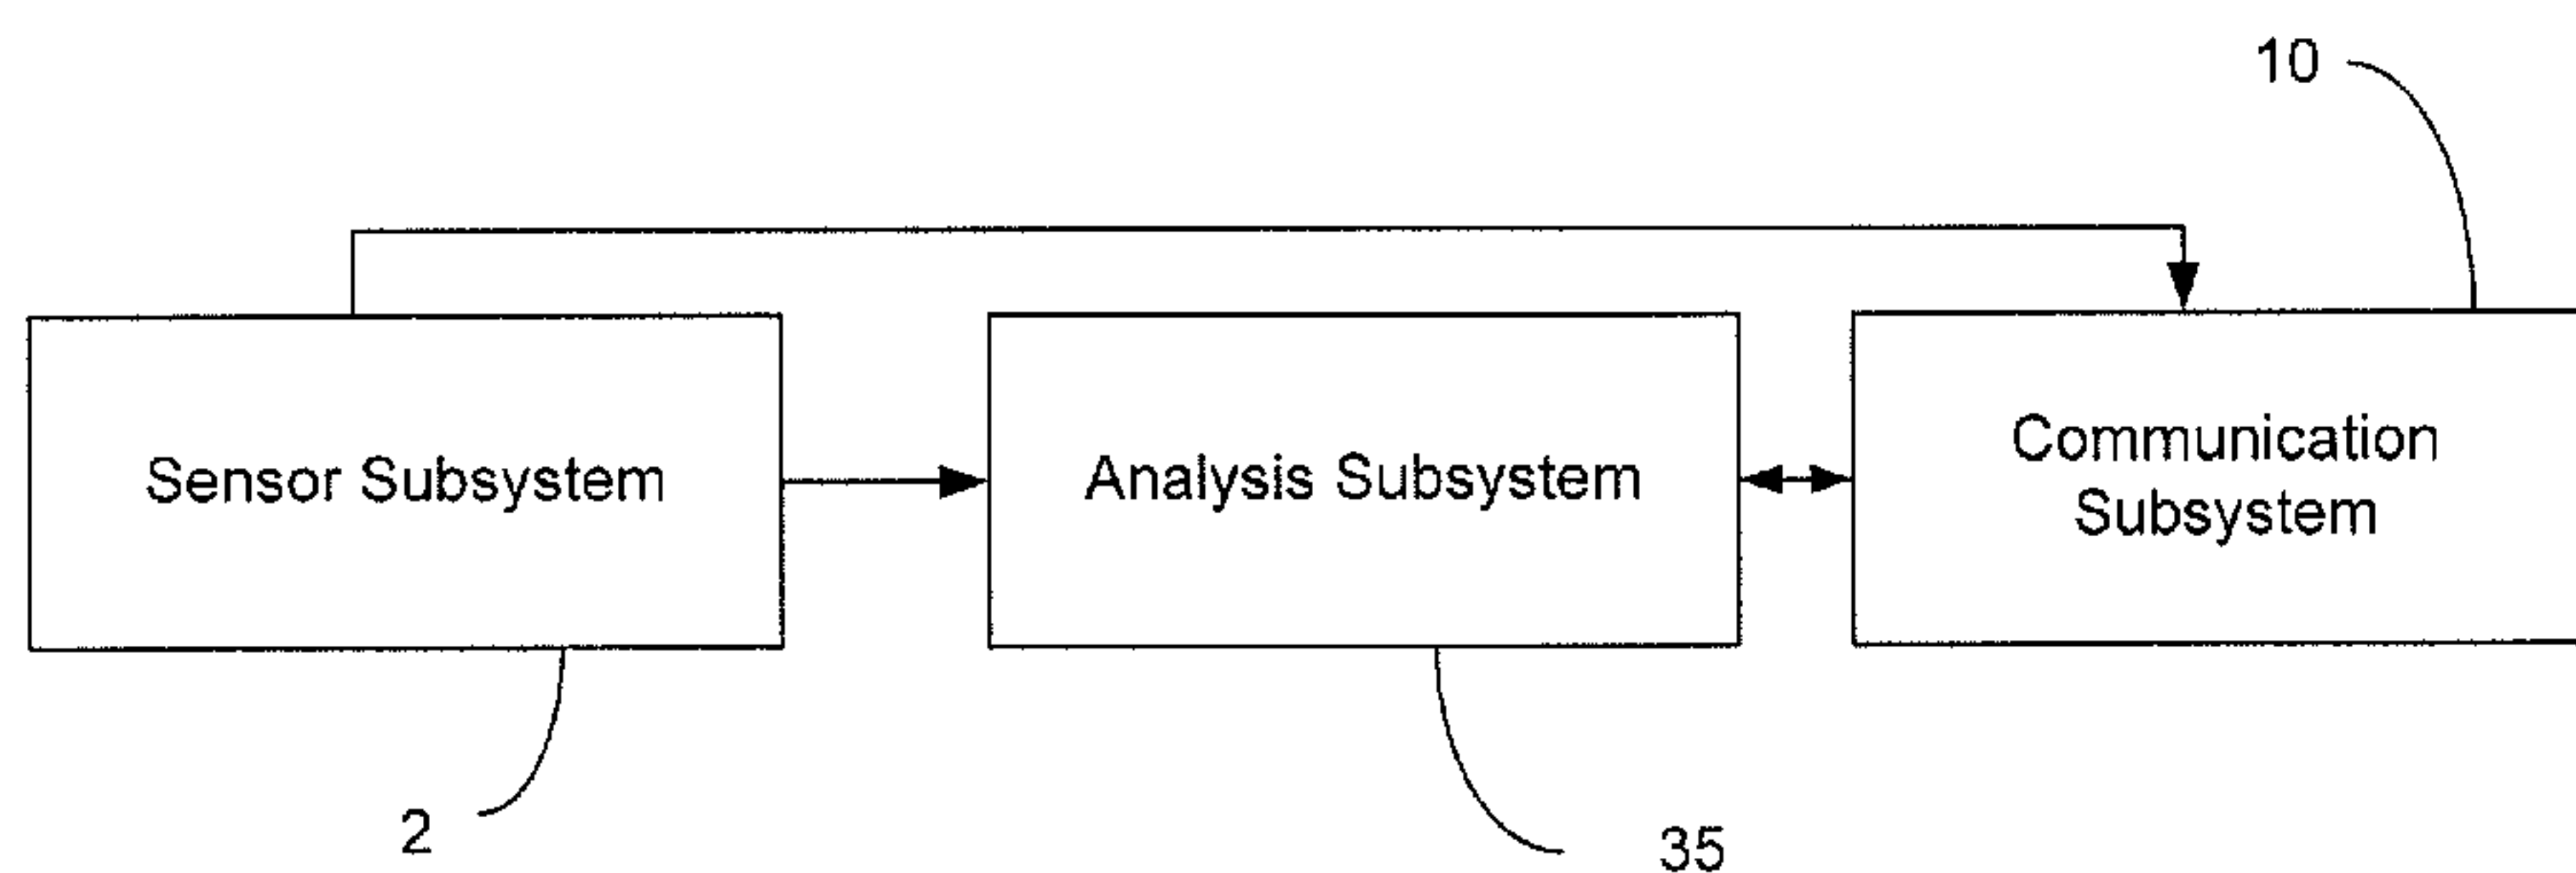 10
Sensor Subsystem
Analysis Subsystem
Communication
Subsystem
2
35